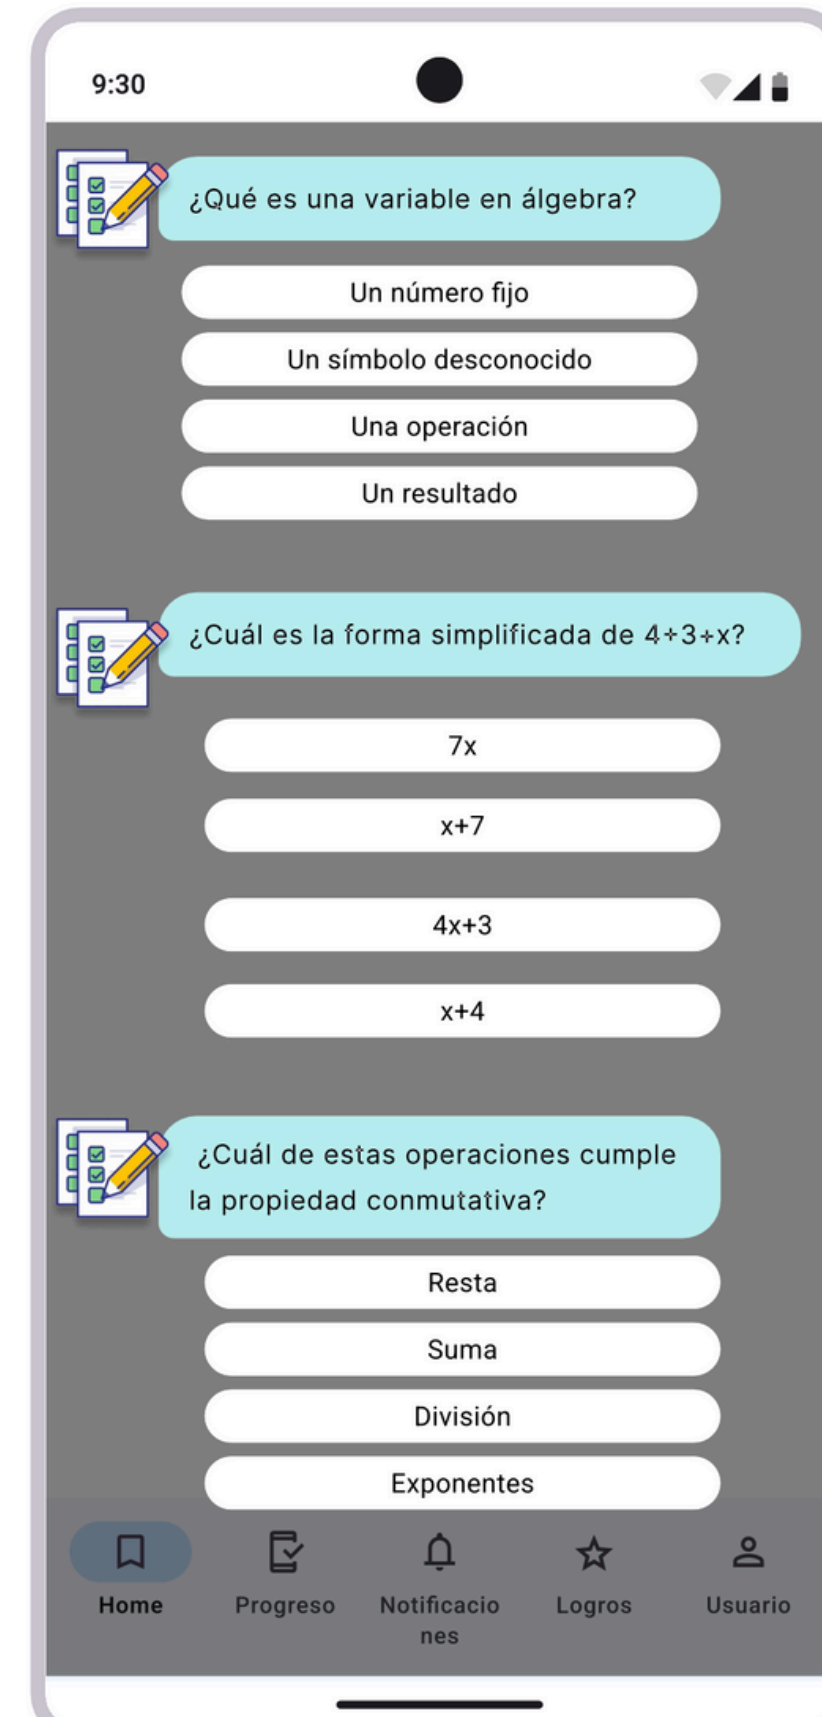 9:30
¿Qué es una variable en álgebra?
Un número fijo
Un símbolo desconocido
Una operación
Un resultado
¿Cuál es la forma simplificada de 4+3+x?
7x
x+7
4x+3
x+4
¿Cuál de estas operaciones cumple
la propiedad conmutativa?
Resta
Suma
División
Exponentes
Home
Progreso
Notificacio
nes
Logros
Usuario